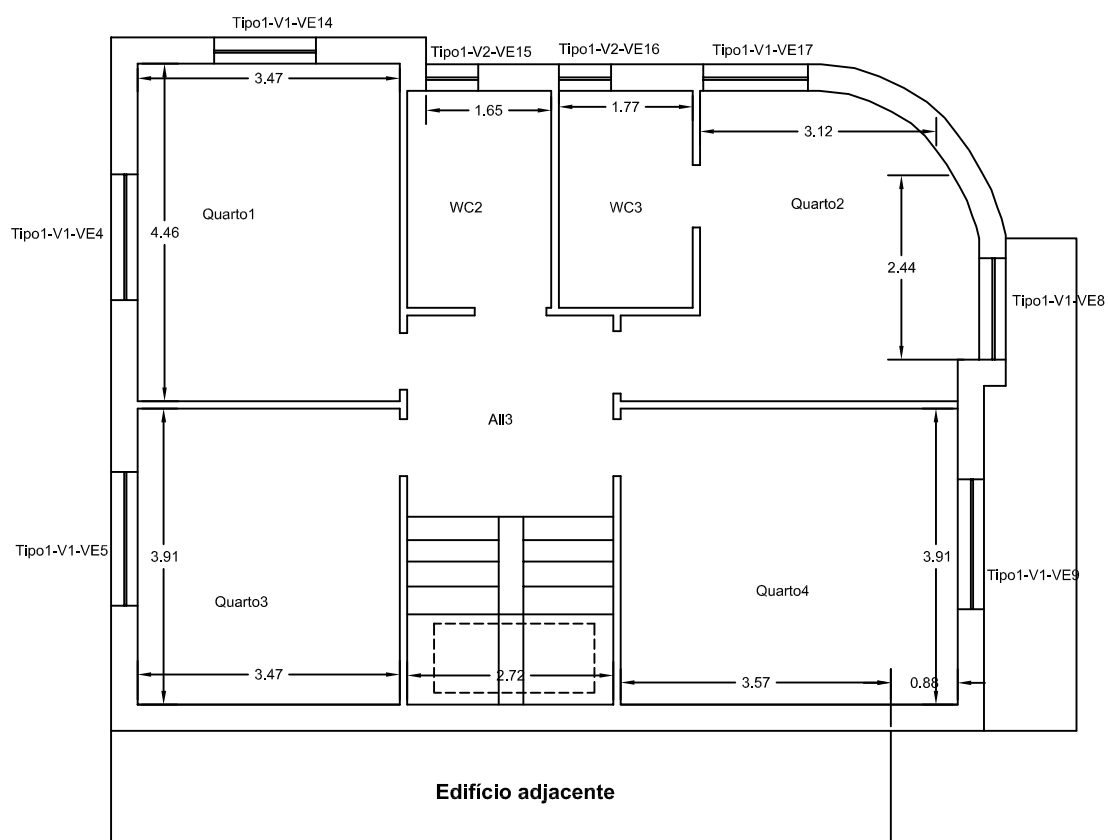 Tipo1-V1-VE14
Tipo1-V2-VE15
Tipo1-V2-VE16
Tipo1-V1-VE17
3.47
1.65
1.77
3.12
Quarto1
WC2
WC3
Quarto2
Tipo1-V1-VE4
4.46
2.44
Tipo1-V1-VE8
All3
Tipo1-V1-VE5
3.91
3.91
Tipo1-V1-VE9
Quarto3
Quarto4
3.47
2.72
3.57
0.88
Edifício adjacente